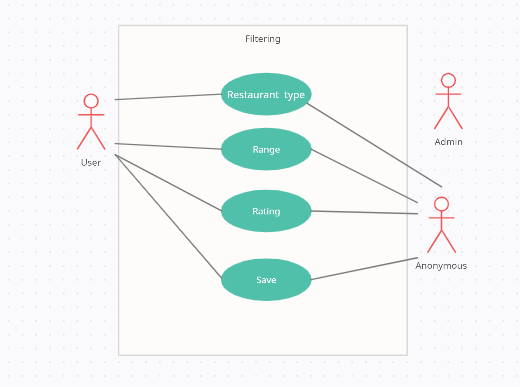 Filtering
Restaurant type
Range
Rating
Save
User
Admin
Anonymous